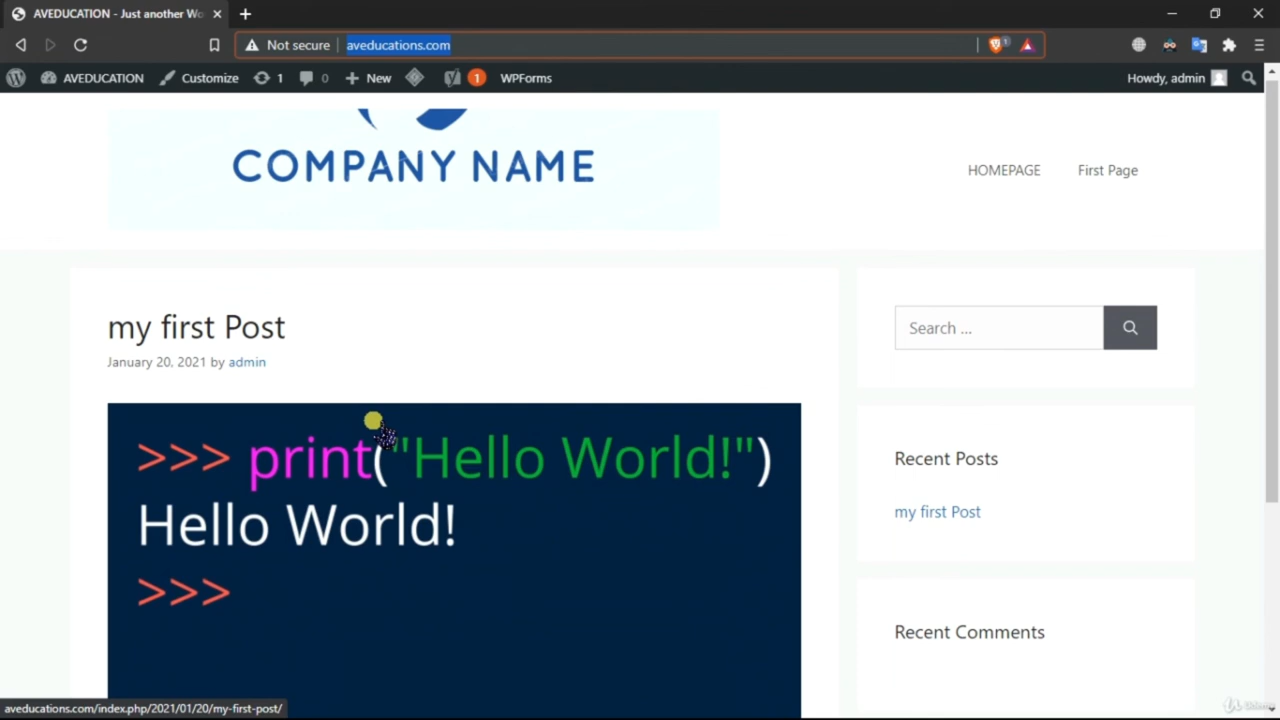 AVEDUCATION - Just another Wo
Not secure
aveducations.com
1
AVEDUCATION
Customize
1
0
New
1
WPForms
Howdy, admin
COMPANY NAME
HOMEPAGE
First Page
my first Post
January 20, 2021 by admin
>>> print("Hello World!")
Hello World!
>>>
Search ...
Recent Posts
my first Post
Recent Comments
aveducations.com/index.php/2021/01/20/my-first-post/